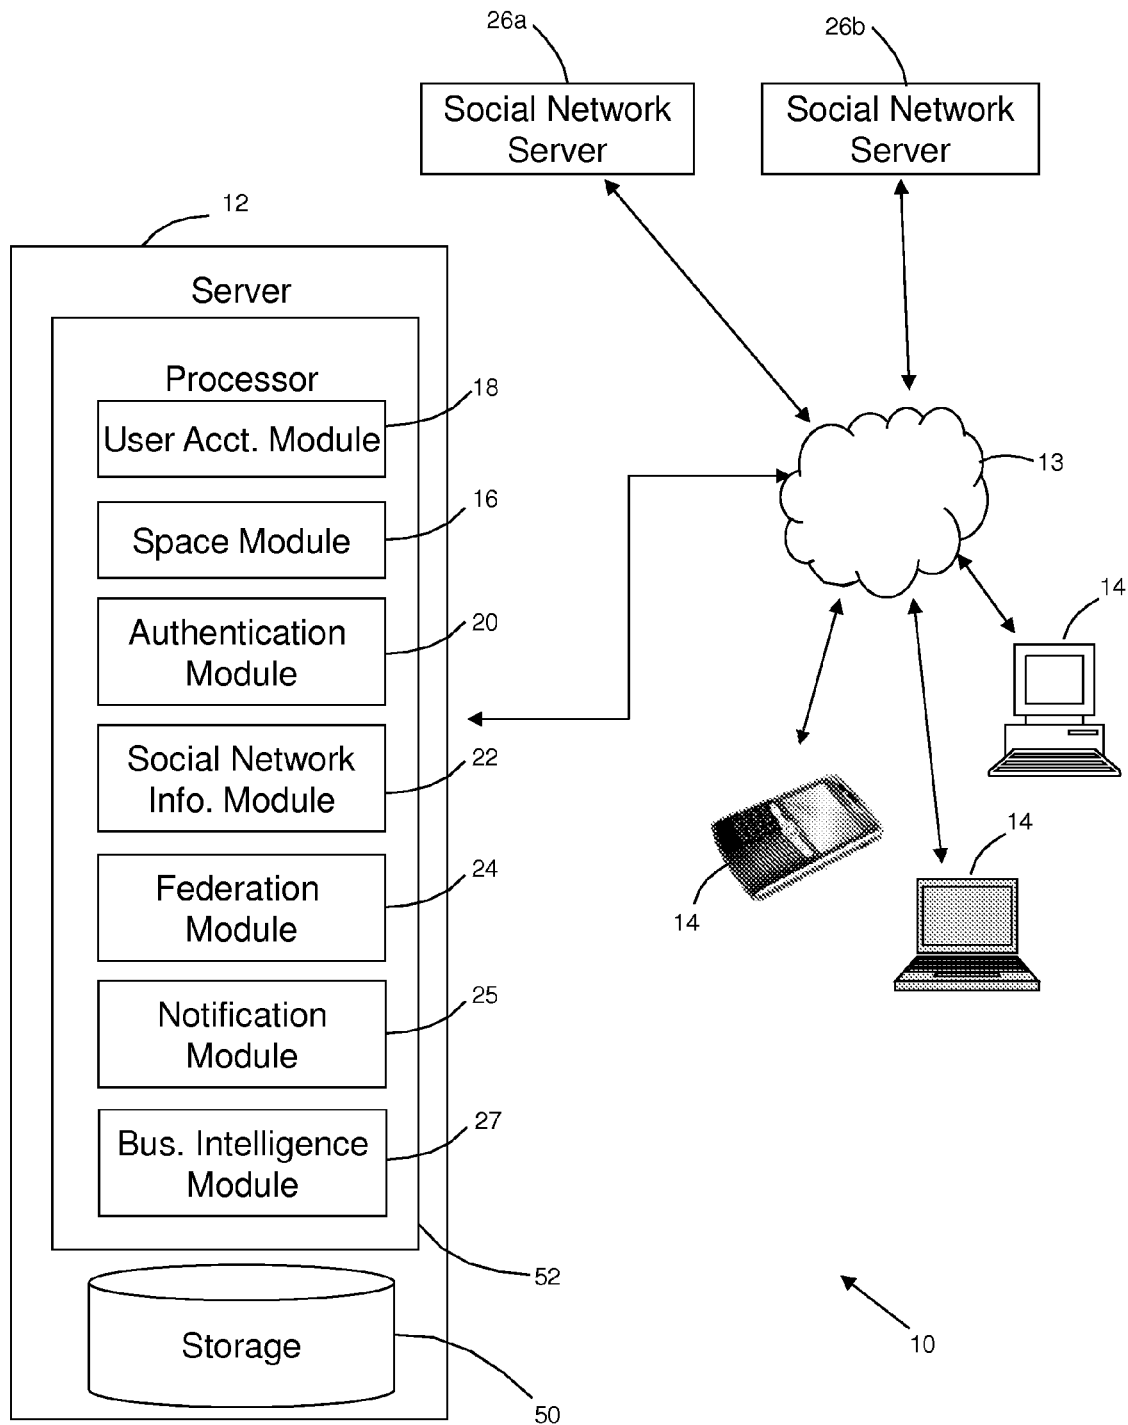 26a
26b
Social Network
Server
Social Network
Server
12
Server
Processor
18
User Acct. Module
13
16
Space Module
14
20
Authentication
Module
22
Social Network
Info. Module
14
24
Federation
Module
14
25
Notification
Module
27
Bus. Intelligence
Module
52
Storage
10
50